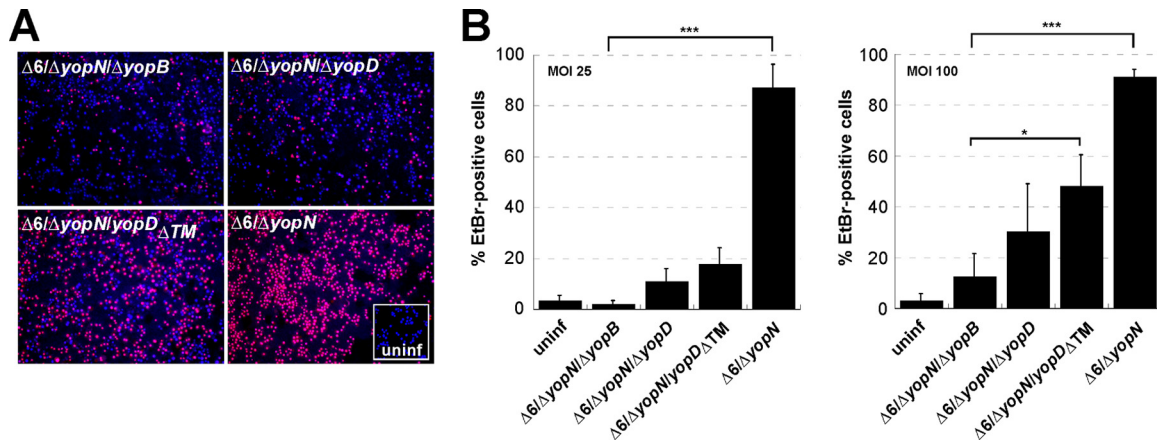 A
Δ6/ΔyopN/ΔyopB
Δ6/ΔyopN/ΔyopD
Δ6/ΔyopN/yopDΔTM
Δ6/ΔyopN
uninf
B
***
100
80
60
40
20
0
% EtBr-positive cells
MOI 25
uninf
Δ6/ΔyopN/ΔyopB
Δ6/ΔyopN/ΔyopD
Δ6/ΔyopN/yopDΔTM
Δ6/ΔyopN
***
*
100
80
60
40
20
0
% EtBr-positive cells
MOI 100
uninf
Δ6/ΔyopN/ΔyopB
Δ6/ΔyopN/ΔyopD
Δ6/ΔyopN/yopDΔTM
Δ6/ΔyopN